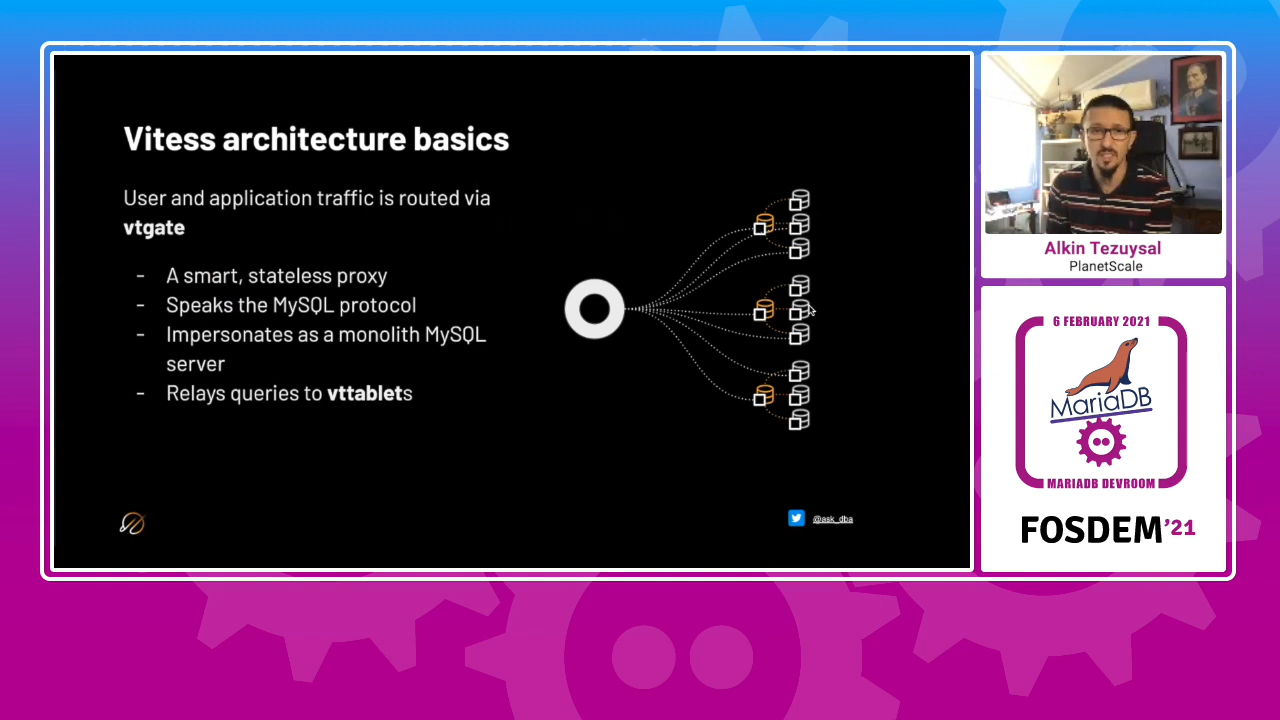 Vitess architecture basics
User and application traffic is routed via
vtgate
- A smart, stateless proxy
- Speaks the MySQL protocol
- Impersonates as a monolith MySQL
server
- Relays queries to vttablets
@ask_dba
Alkin Tezuysal
PlanetScale
6 FEBRUARY 2021
MariaDB
MARIADB DEVROOM
FOSDEM'21